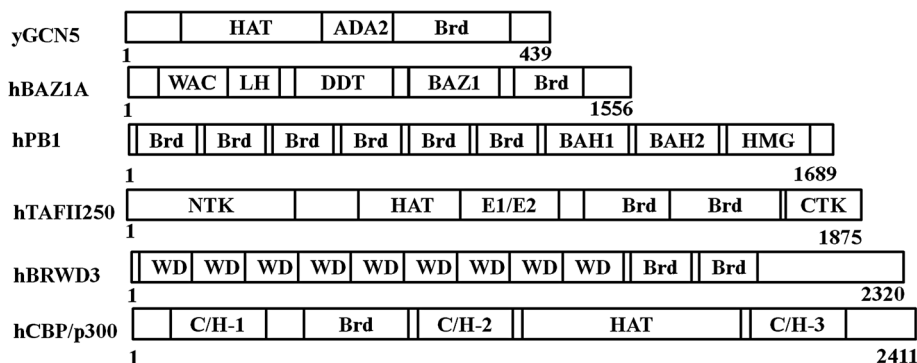 yGCN5 HAT ADA2 Brd
1 439
hBAZ1A WAC LH DDT BAZ1 Brd
1 1556
hPB1 Brd Brd Brd Brd Brd Brd BAH1 BAH2 HMG
1 1689
hTAFII250 NTK HAT E1/E2 Brd Brd CTK
1 1875
hBRWD3 WD WD WD WD WD WD WD WD WD Brd Brd
1 2320
hCBP/p300 C/H-1 Brd C/H-2 HAT C/H-3
1 2411